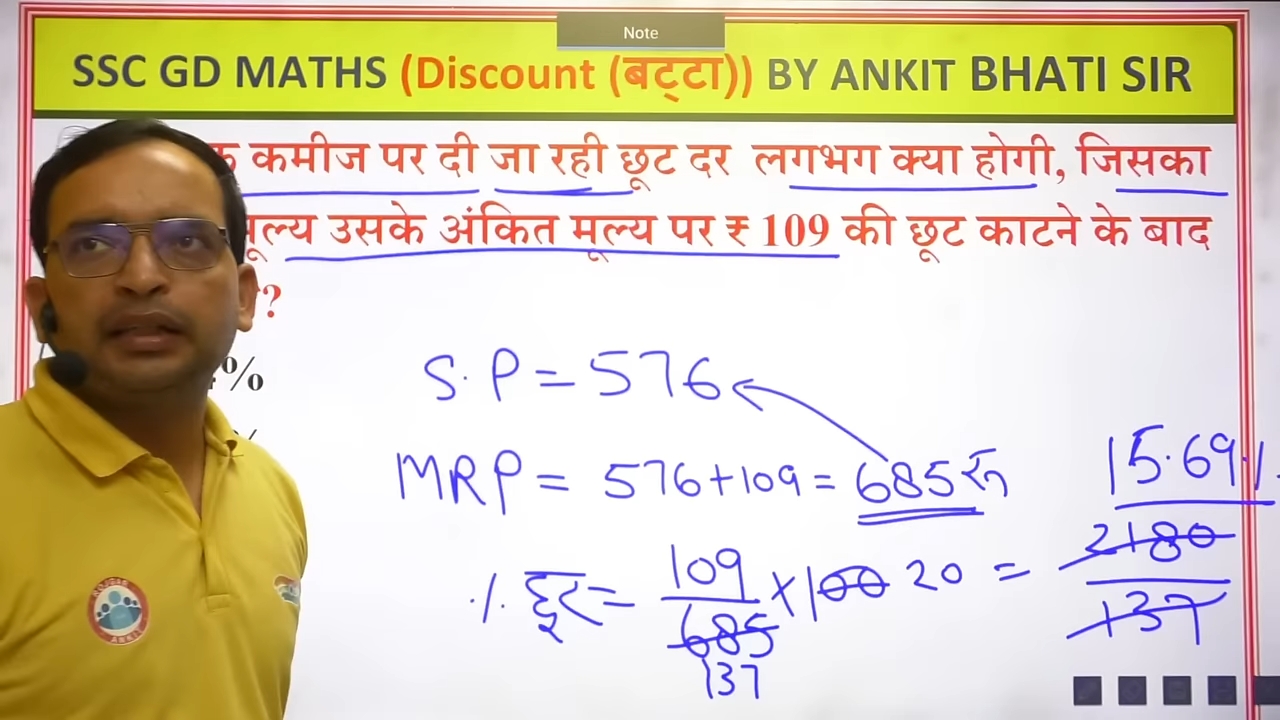 Note
SSC GD MATHS (Discount (बट्टा)) BY ANKIT BHATI SIR
कमीज पर दी जा रही छूट दर लगभग क्या होगी, जिसका
मूल्य उसके अंकित मूल्य पर ₹ 109 की छूट काटने के बाद
?
%
S.P = 576
MRP = 576+109 = 685 रु
15.69%
% छूट = 109/685 × 100 20 = 2180/137
137
ANKIT